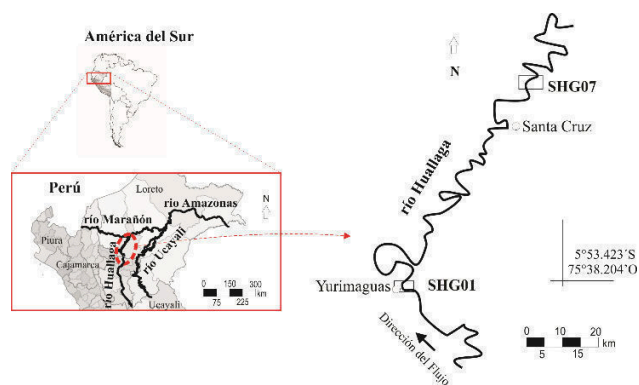 América del Sur
N
SHG07
Santa Cruz
río Huallaga
Perú
Loreto
N
rio Amazonas
río Marañón
Piura
río Ucayali
Cajamarca
río Huallaga
Ucayali
0 150 300
75 225
km
5°53.423´S
75°38.204'O
Yurimaguas
SHG01
Dirección del Flujo
0 10 20
5 15
km